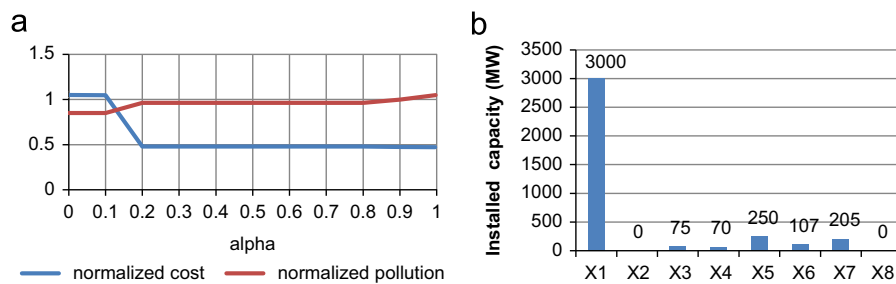 a
1.5
1
0.5
0
0 0.1 0.2 0.3 0.4 0.5 0.6 0.7 0.8 0.9 1
alpha
normalized cost normalized pollution
b
Installed capacity (MW)
3500
3000
2500
2000
1500
1000
500
0
3000 0 75 70 250 107 205 0
X1 X2 X3 X4 X5 X6 X7 X8